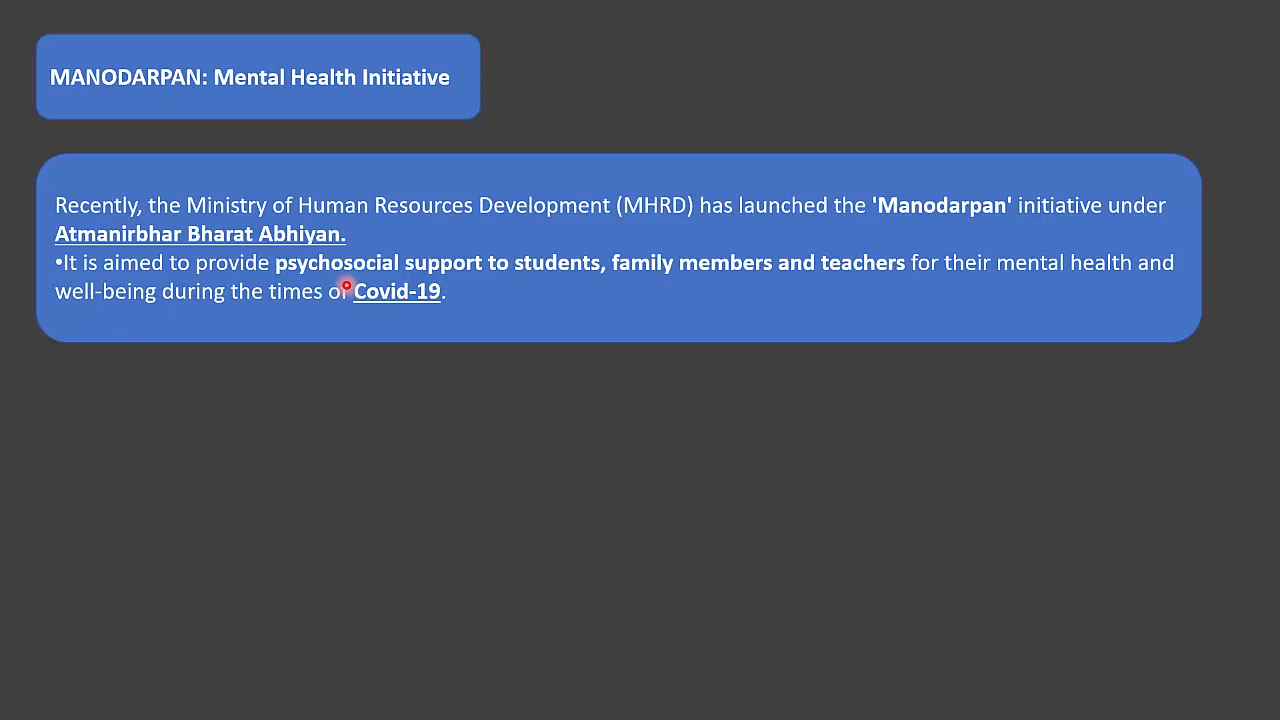 MANODARPAN: Mental Health Initiative
Recently, the Ministry of Human Resources Development (MHRD) has launched the 'Manodarpan' initiative under
Atmanirbhar Bharat Abhiyan.
•It is aimed to provide psychosocial support to students, family members and teachers for their mental health and
well-being during the times of Covid-19.